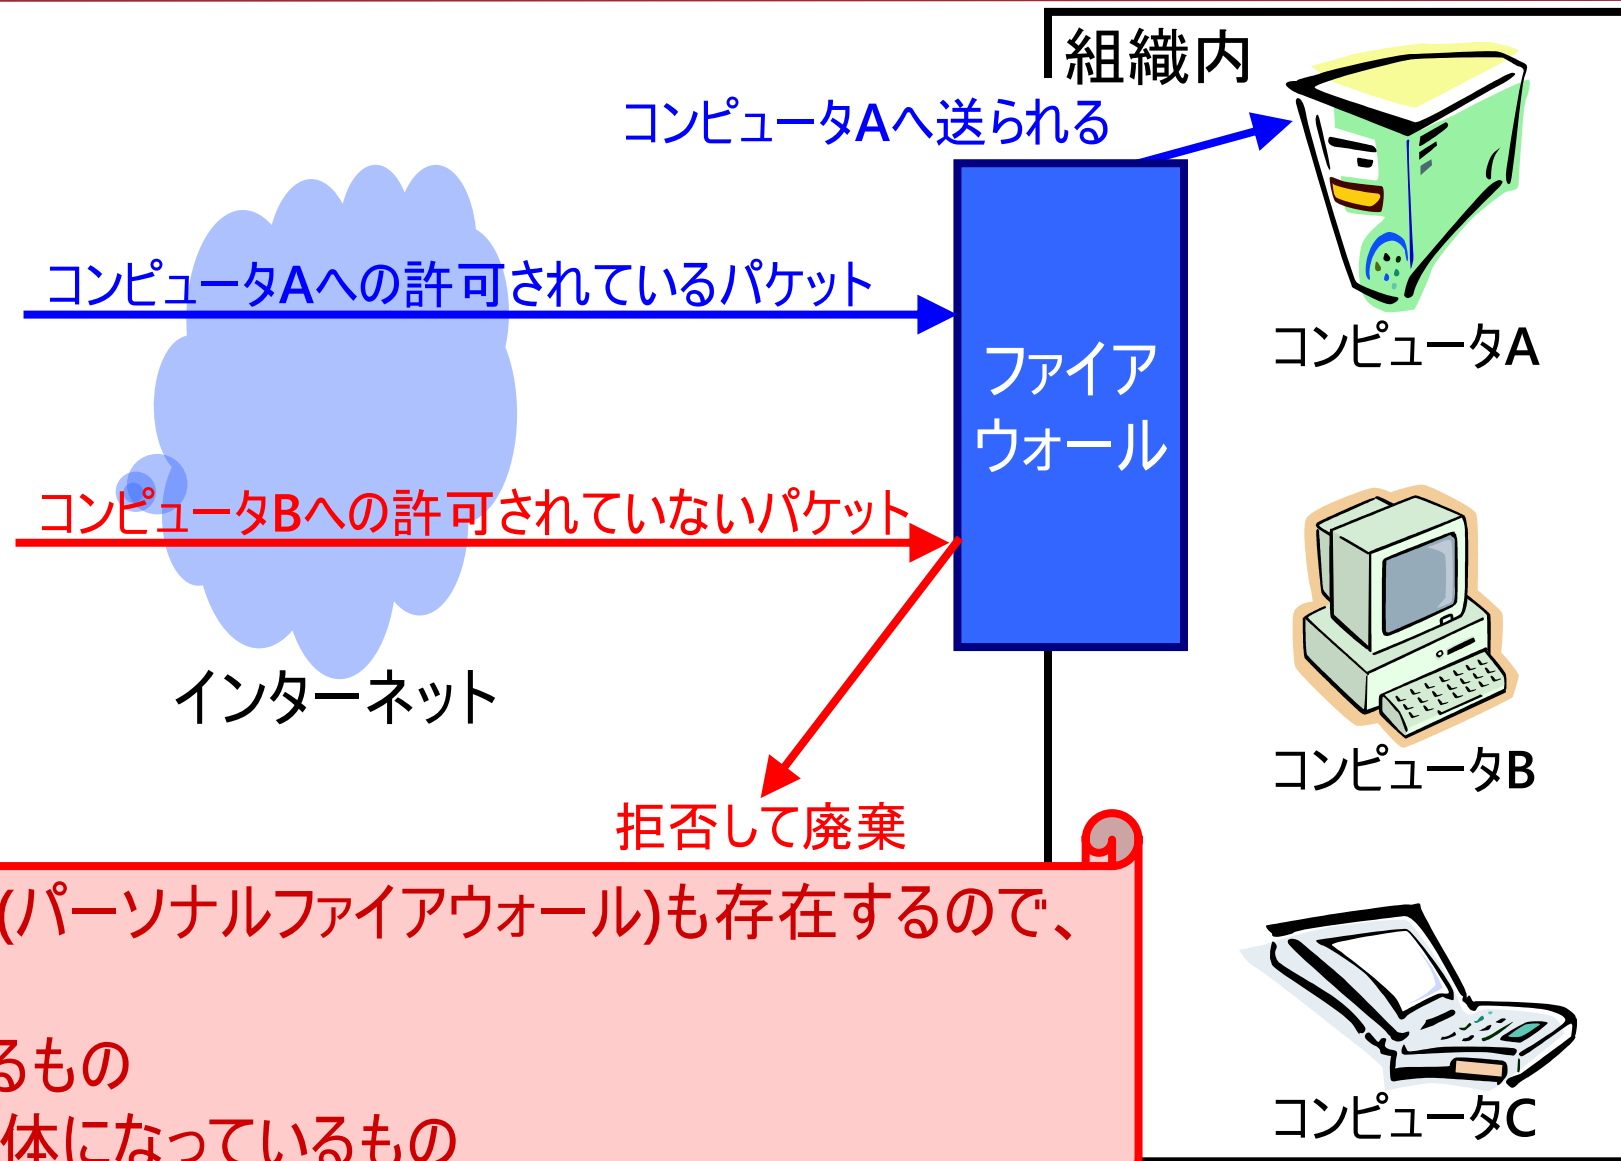 組織内
コンピュータAへ送られる
コンピュータAへの許可されているパケット
ファイア
ウォール
コンピュータA
コンピュータBへの許可されていないパケット
インターネット
コンピュータB
拒否して廃棄
(パーソナルファイアウォール)も存在するので、
るもの
体になっているもの
コンピュータC